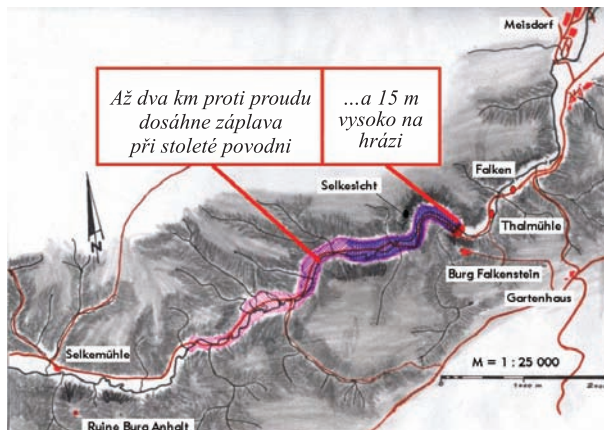 Meisdorf
Až dva km proti proudu
dosáhne záplava
při stoleté povodni
...a 15 m
vysoko na
hrázi
Falken
Selkesicht
Thalmühle
N
Burg Falkenstein
Gartenhaus
M = 1 : 25 000
Selkemühle
1000 m
Ruine Burg Anhalt